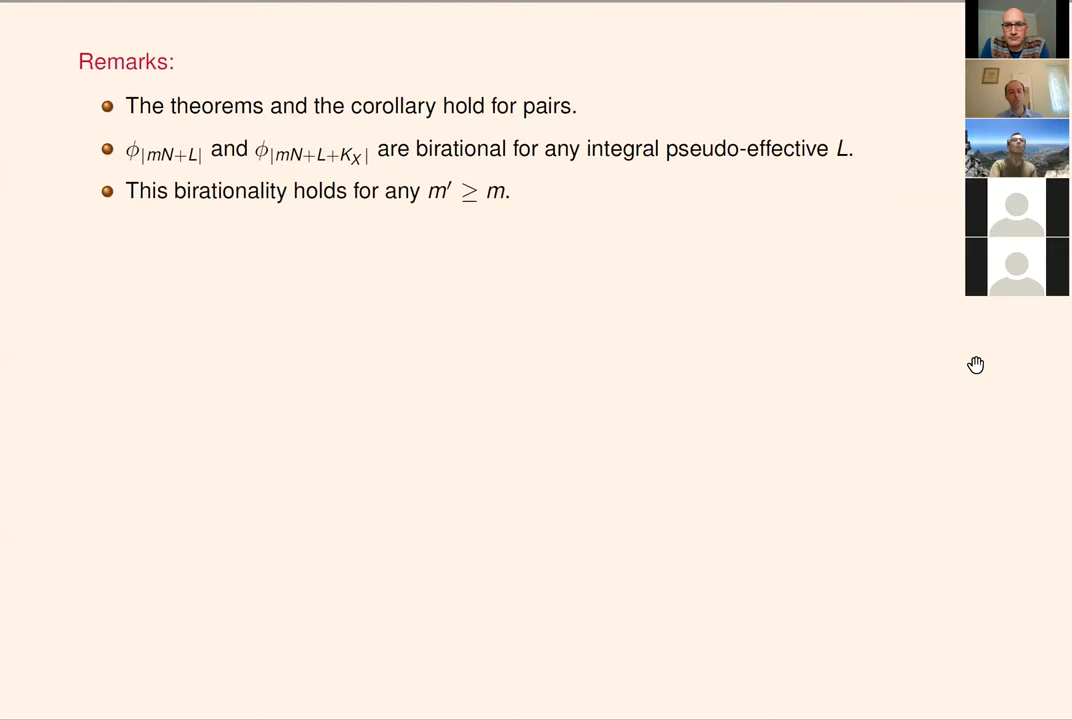 Remarks:
The theorems and the corollary hold for pairs.
ϕ|mN+L| and ϕ|mN+L+K_X| are birational for any integral pseudo-effective L.
This birationality holds for any m′ ≥ m.